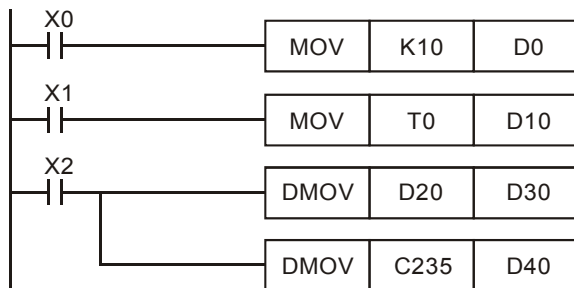 X0
MOV K10 D0
X1
MOV T0 D10
X2
DMOV D20 D30
DMOV C235 D40